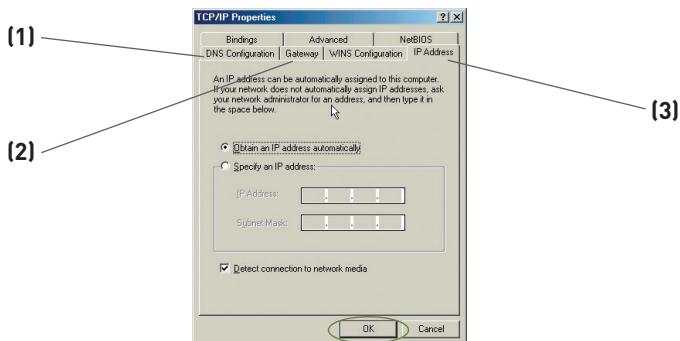 TCP/IP Properties
Bindings Advanced NetBIOS
DNS Configuration Gateway WINS Configuration IP Address
(1)
(2)
(3)
An IP address can be automatically assigned to this computer.
If your network does not automatically assign IP addresses, ask
your network administrator for an address, and then type it in
the space below.
Obtain an IP address automatically
Specify an IP address:
IP Address:
Subnet Mask:
Detect connection to network media
OK Cancel